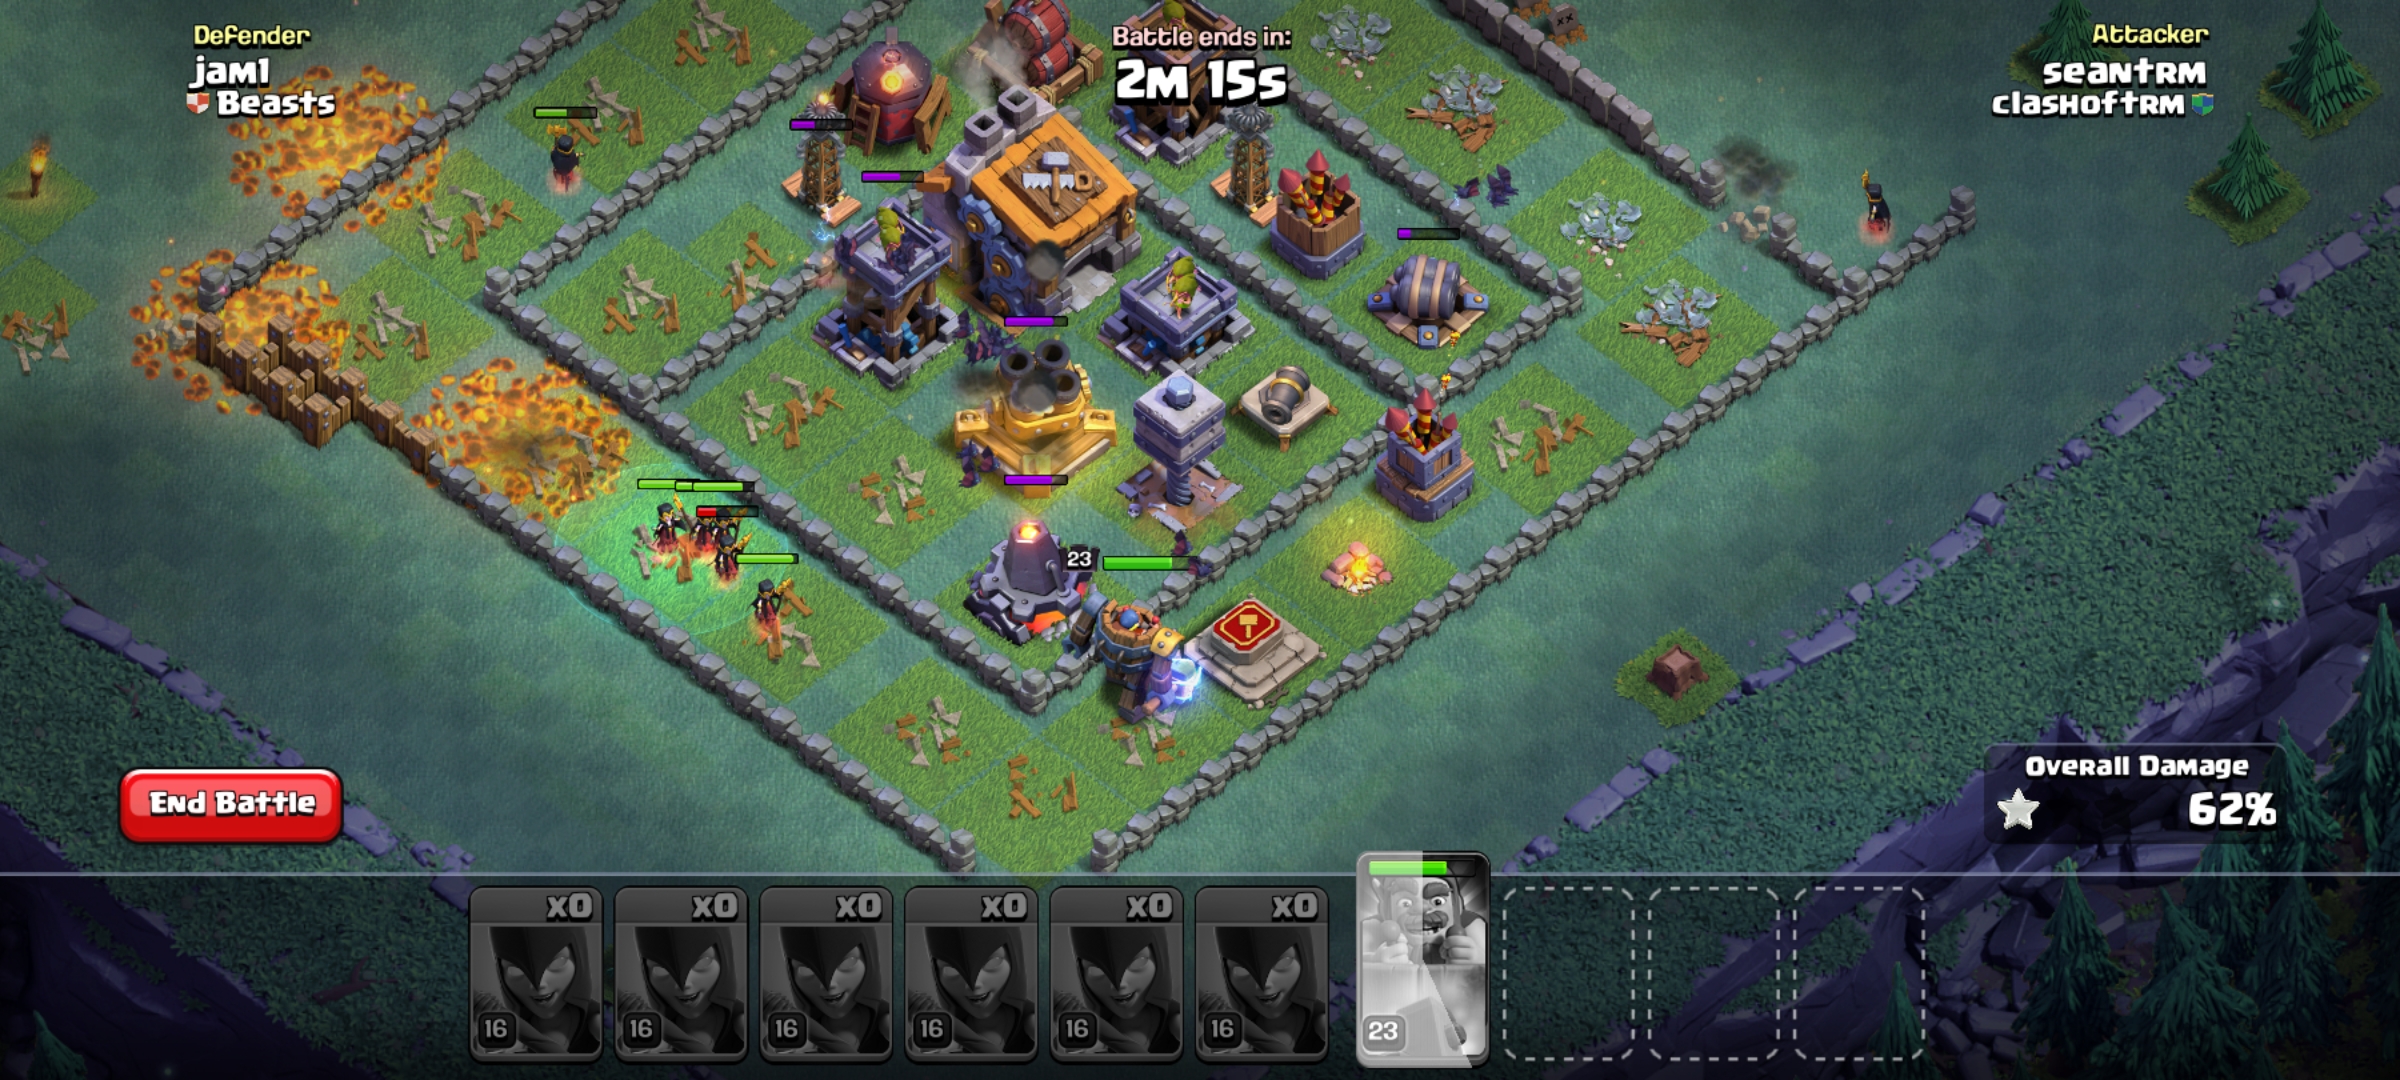 Defender
jam1
Beasts
Battle ends in:
2M 15s
Attacker
seantrm
clashoftrm
23
End Battle
Overall Damage
62%
x0
x0
x0
x0
x0
x0
16
16
16
16
16
16
23